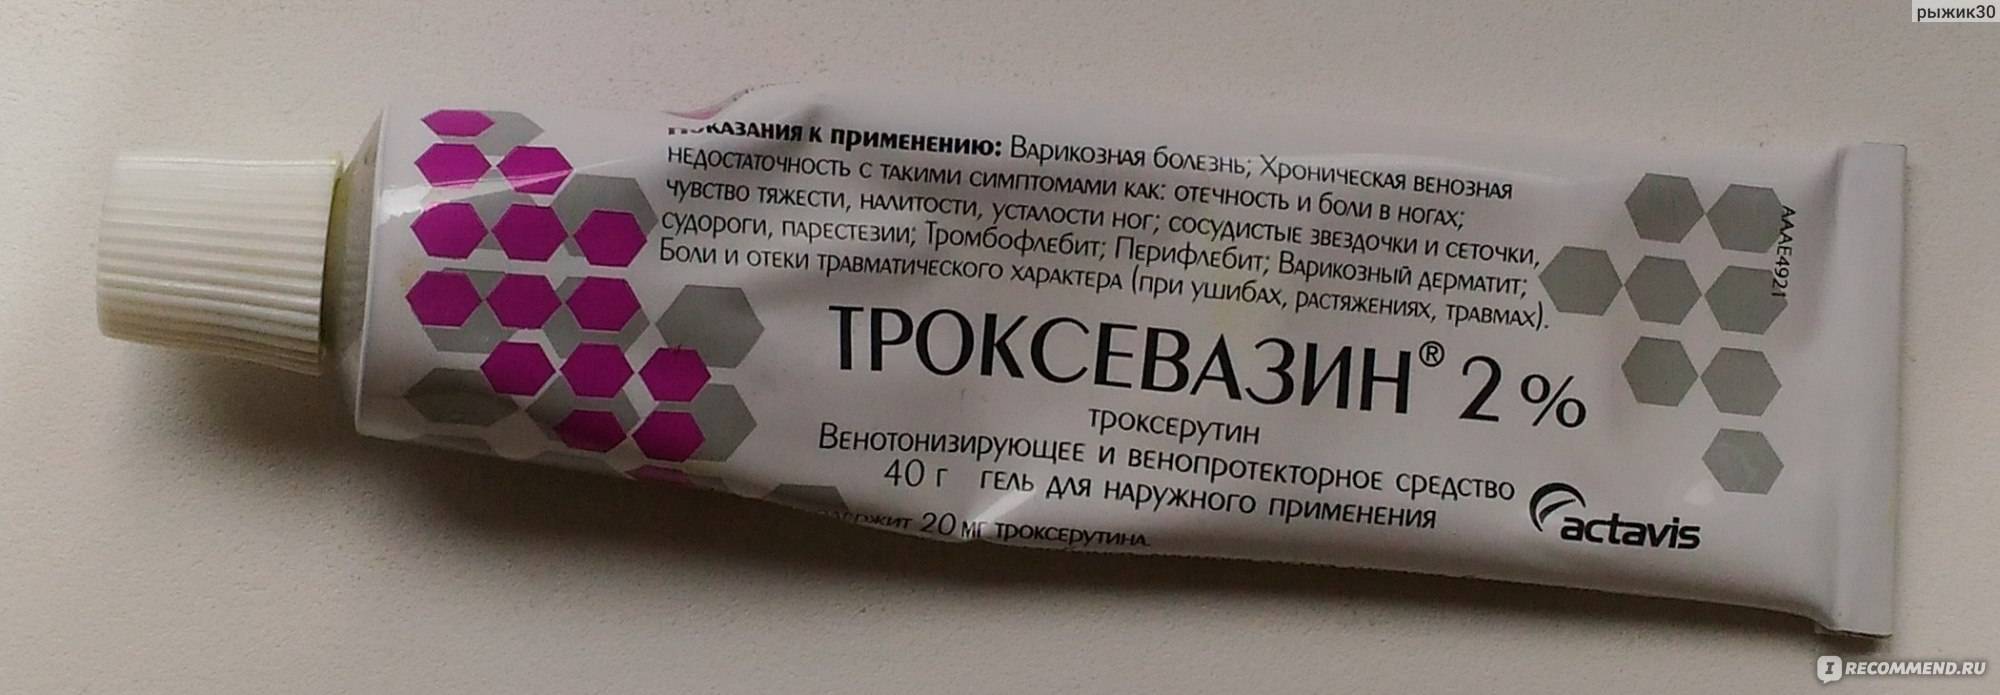 рыжик30
Показания к применению: Варикозная болезнь; Хроническая венозная
недостаточность с такими симптомами как: отечность и боли в ногах;
чувство тяжести, налитости, усталости ног; сосудистые звездочки и сеточки,
судороги, парестезии; Тромбофлебит; Перифлебит; Варикозный дерматит;
Боли и отеки травматического характера (при ушибах, растяжениях, травмах).
AAAE4921
ТРОКСЕВАЗИН® 2 %
троксерутин
Венотонизирующее и венопротекторное средство
40 г гель для наружного применения
actavis
20 мг троксерутина.
IRECOMMEND.RU